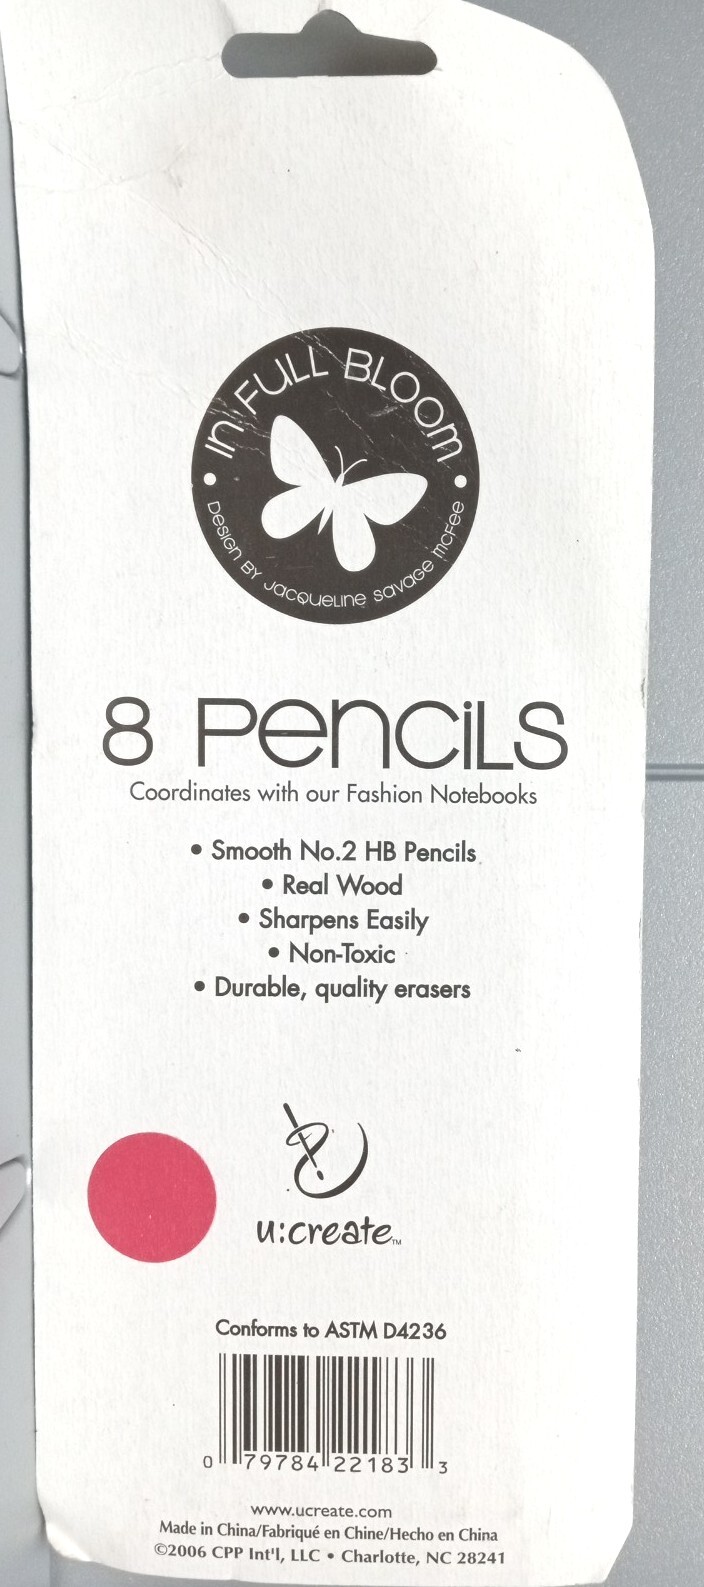 In FULL BLOOM
DESIGN BY JACQUELINE SAVAGE MCFEE
8 PENCILS
Coordinates with our Fashion Notebooks
• Smooth No.2 HB Pencils
• Real Wood
• Sharpens Easily
• Non-Toxic
• Durable, quality erasers
u:create™
Conforms to ASTM D4236
0 79784 22183 3
www.ucreate.com
Made in China/Fabriqué en Chine/Hecho en China
©2006 CPP Int'l, LLC • Charlotte, NC 28241